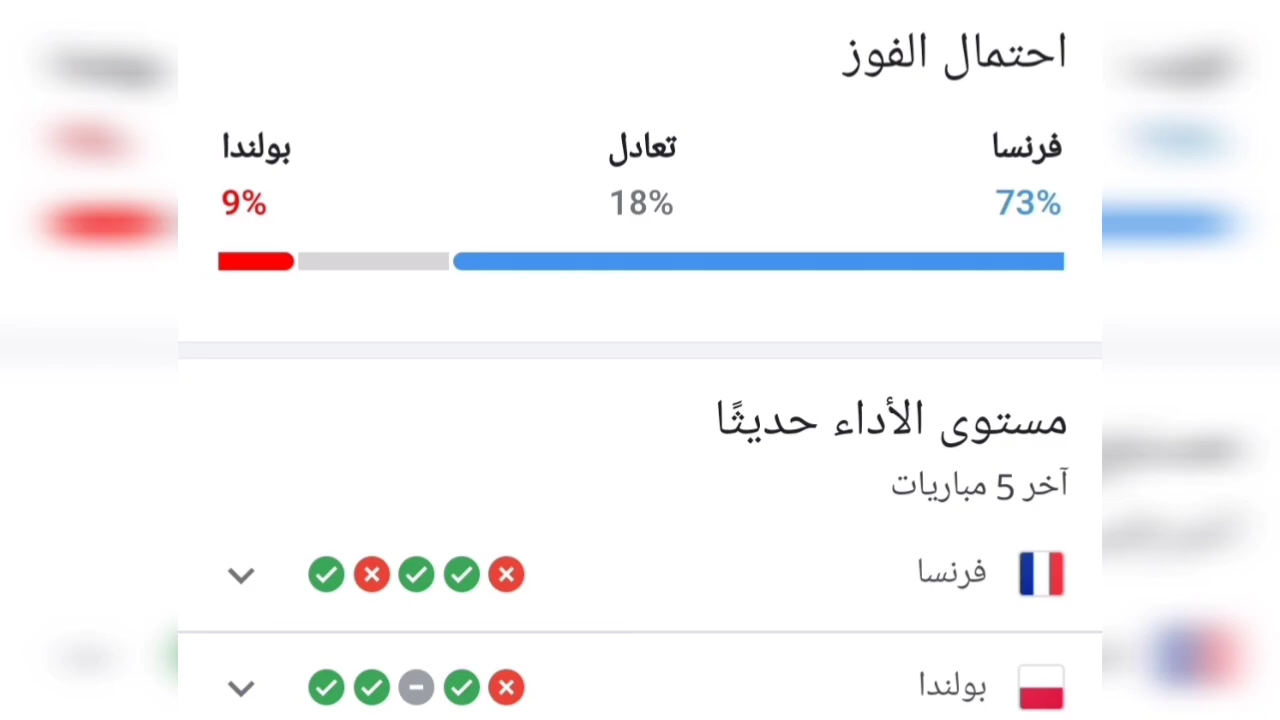 احتمال الفوز
فرنسا تعادل بولندا
73% 18% 9%
مستوى الأداء حديثًا
آخر 5 مباريات
فرنسا
بولندا